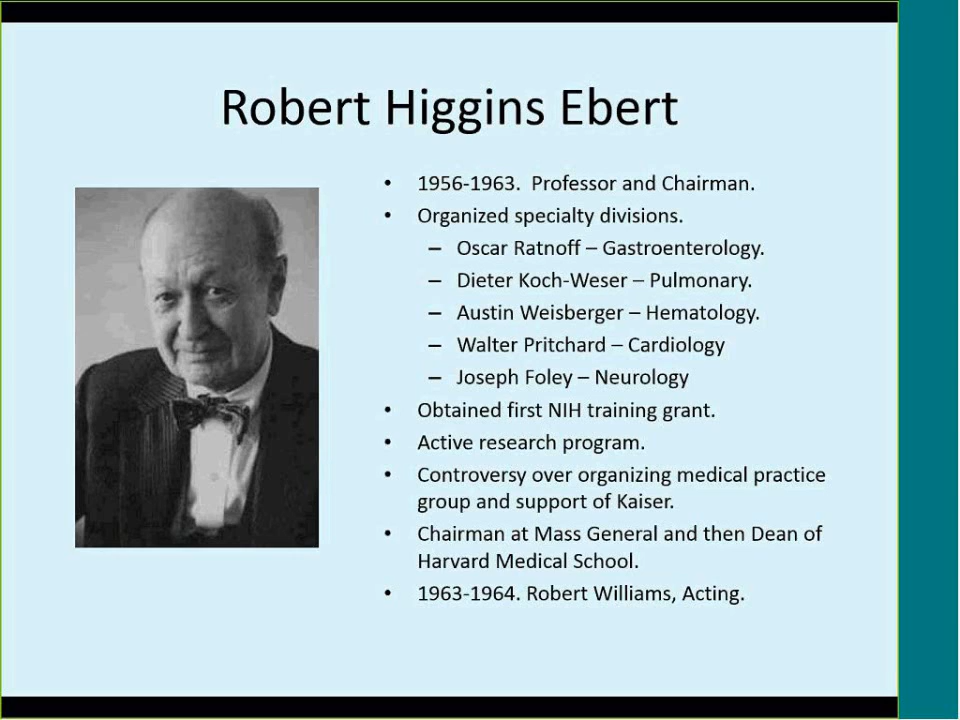 Robert Higgins Ebert
• 1956-1963.  Professor and Chairman.
• Organized specialty divisions.
– Oscar Ratnoff – Gastroenterology.
– Dieter Koch-Weser – Pulmonary.
– Austin Weisberger – Hematology.
– Walter Pritchard – Cardiology
– Joseph Foley – Neurology
• Obtained first NIH training grant.
• Active research program.
• Controversy over organizing medical practice
group and support of Kaiser.
• Chairman at Mass General and then Dean of
Harvard Medical School.
• 1963-1964. Robert Williams, Acting.